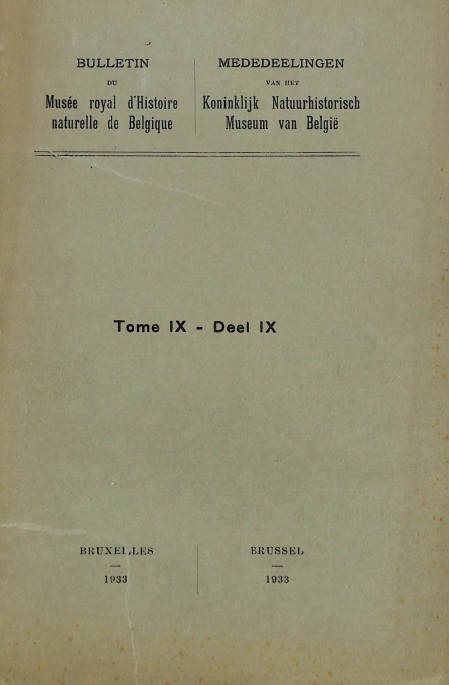 BULLETIN
DU
Musée royal d'Histoire
naturelle de Belgique
MEDEDEELINGEN
VAN HET
Koninklijk Natuurhistorisch
Museum van België
Tome IX - Deel IX
BRUXELLES
1933
BRUSSEL
1933